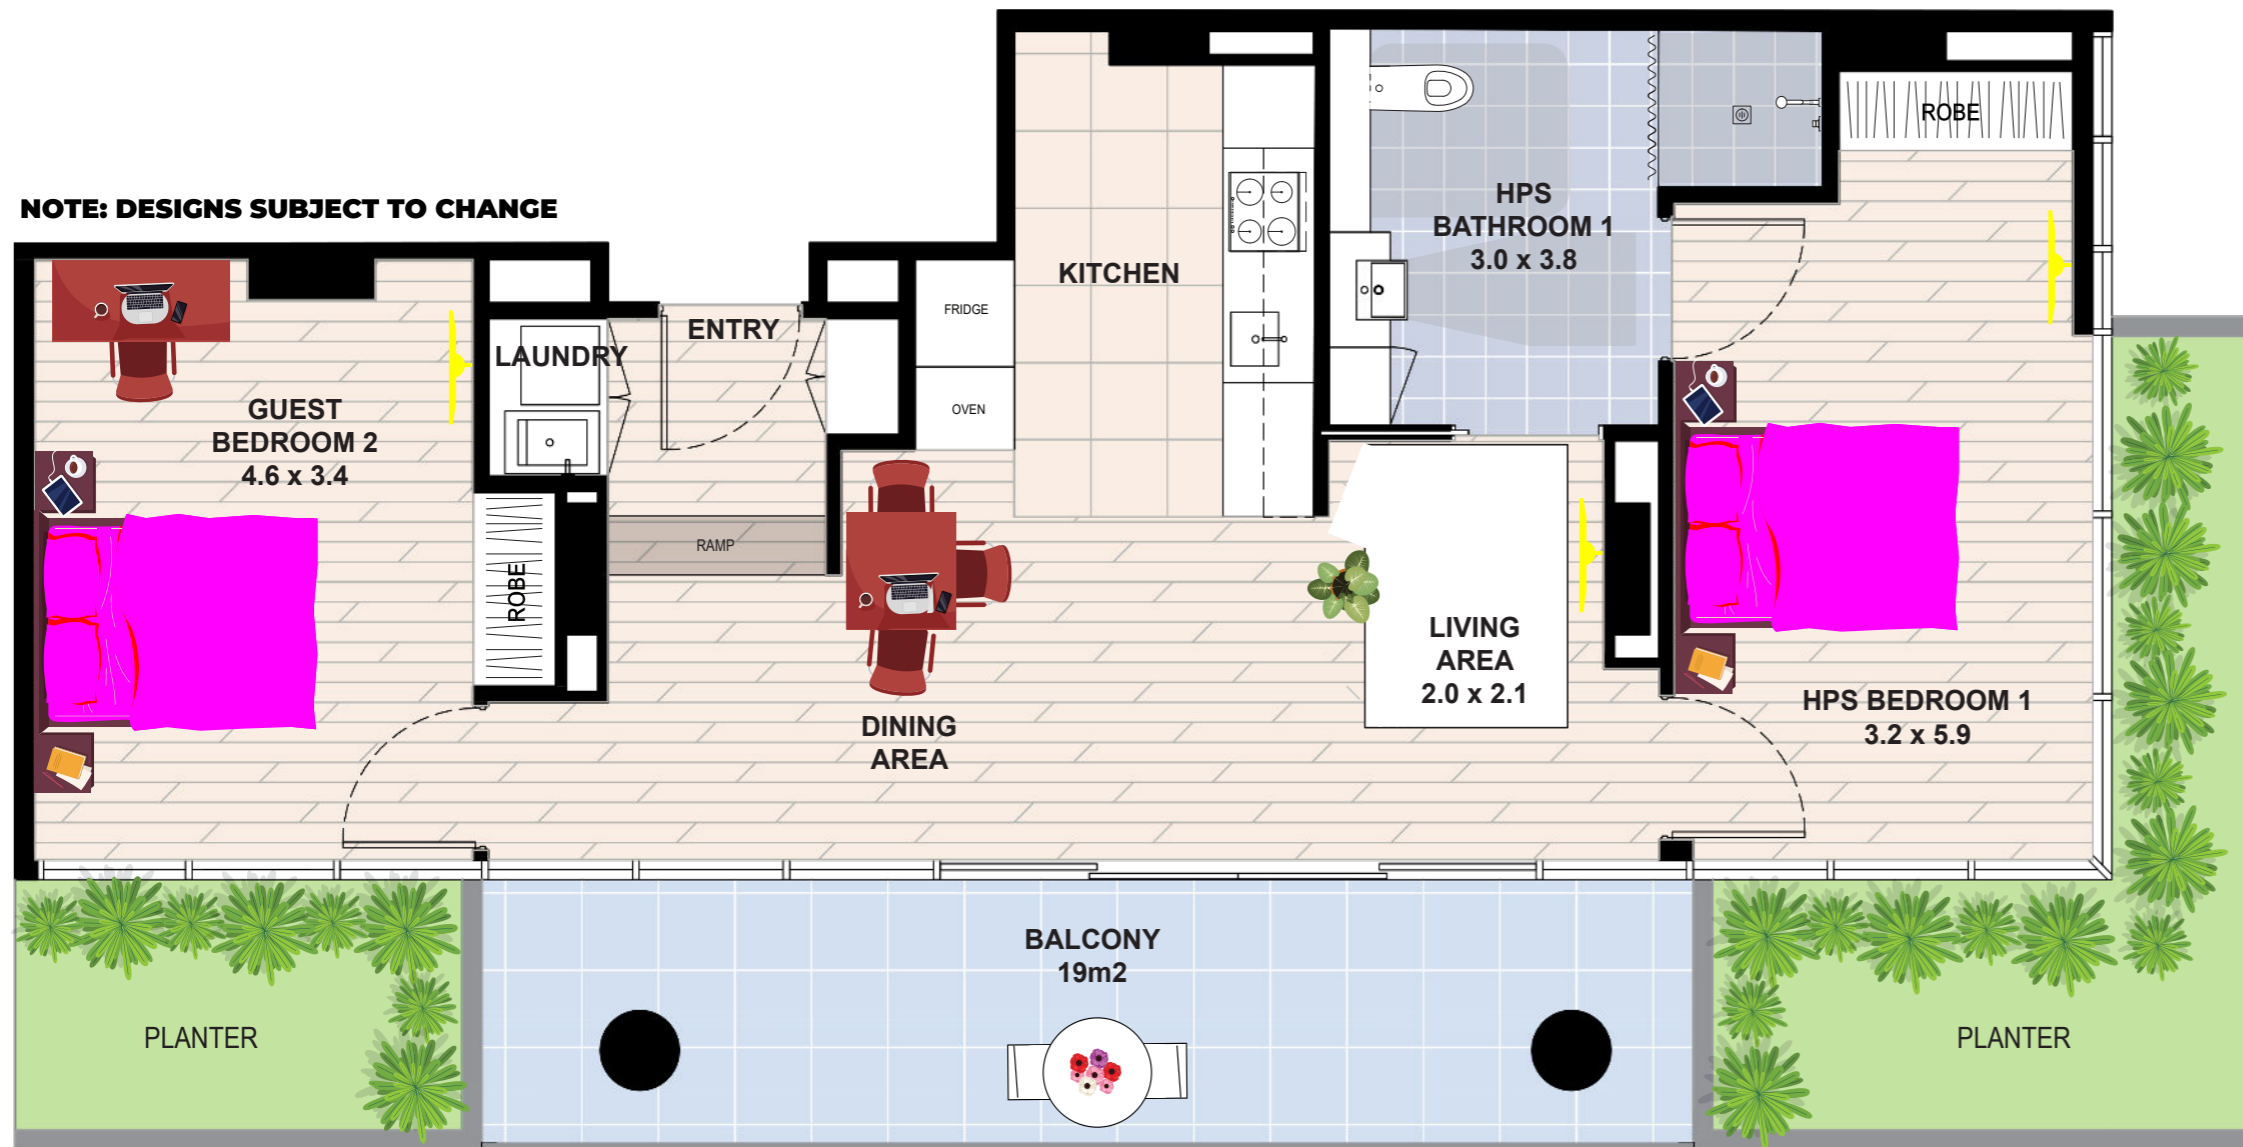 NOTE: DESIGNS SUBJECT TO CHANGE
GUEST
BEDROOM 2
4.6 x 3.4
LAUNDRY
ENTRY
ROBE
RAMP
FRIDGE
OVEN
KITCHEN
HPS
BATHROOM 1
3.0 x 3.8
ROBE
DINING
AREA
LIVING
AREA
2.0 x 2.1
HPS BEDROOM 1
3.2 x 5.9
PLANTER
BALCONY
19m2
PLANTER